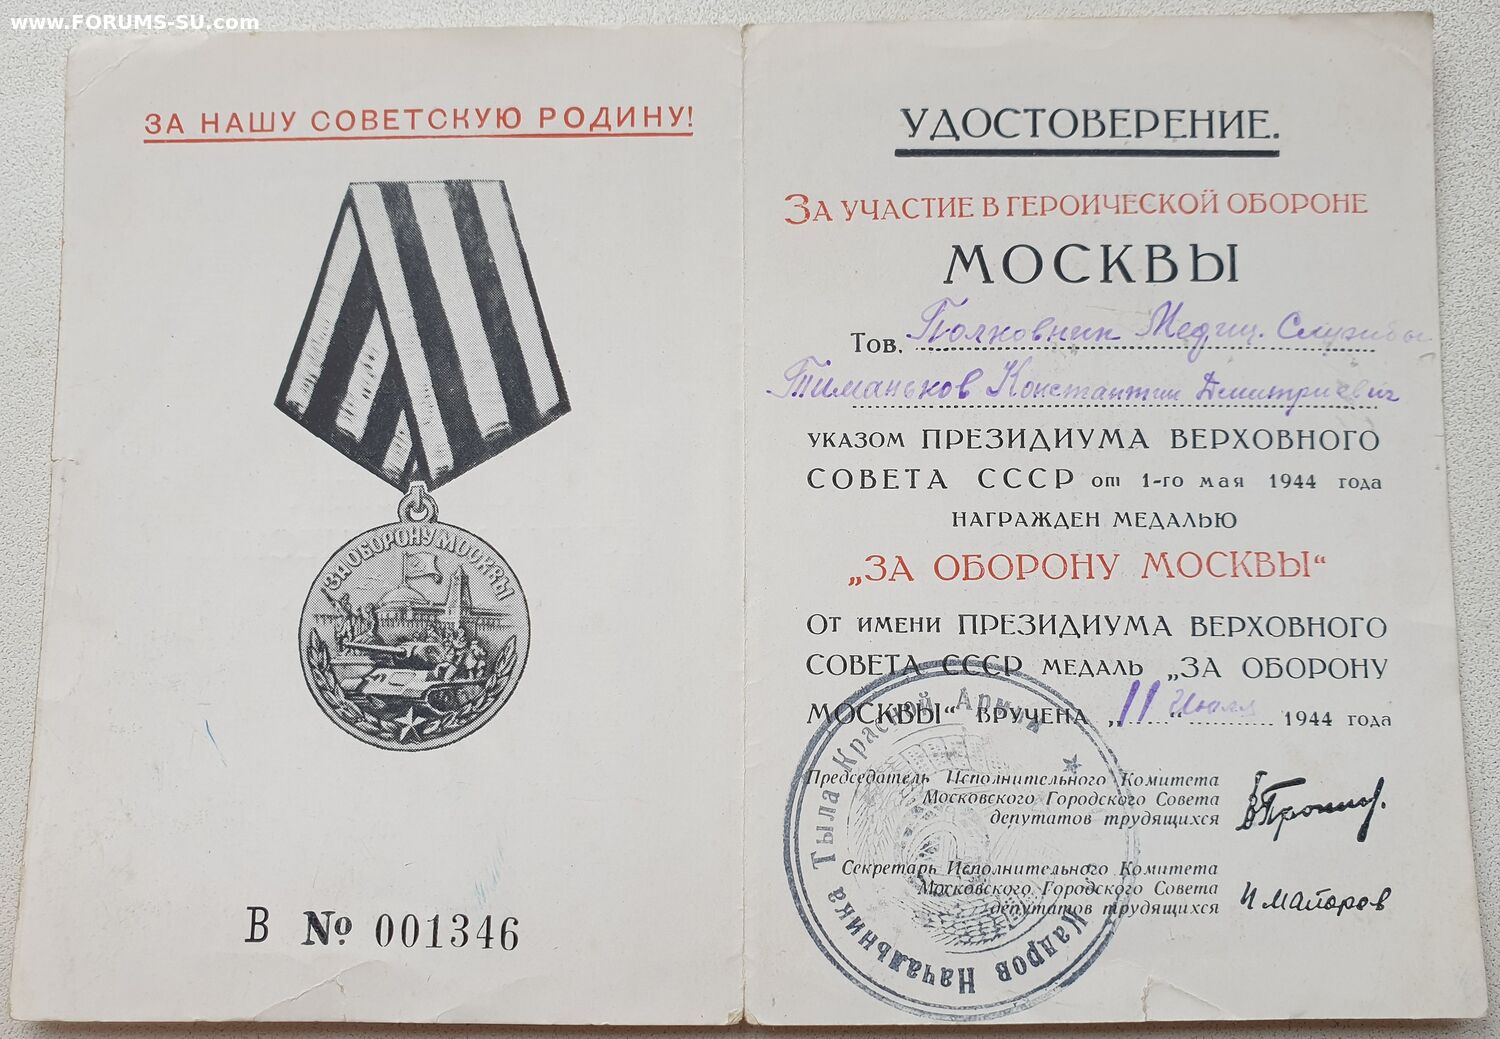 www.FORUMS-SU.com
ЗА НАШУ СОВЕТСКУЮ РОДИНУ!
ЗА ОБОРОНУ МОСКВЫ
В № 001346
УДОСТОВЕРЕНИЕ.
ЗА УЧАСТИЕ В ГЕРОИЧЕСКОЙ ОБОРОНЕ
МОСКВЫ
Тов. Полковник Медиц. Службы
Тиманьков Константин Дмитриевич
УКАЗОМ ПРЕЗИДИУМА ВЕРХОВНОГО
СОВЕТА СССР от 1-го мая 1944 года
НАГРАЖДЕН МЕДАЛЬЮ
„ЗА ОБОРОНУ МОСКВЫ“
От имени ПРЕЗИДИУМА ВЕРХОВНОГО
СОВЕТА СССР медаль „ЗА ОБОРОНУ
МОСКВЫ“ вручена „11“ Июля 1944 года
Председатель Исполнительного Комитета
Московского Городского Совета
депутатов трудящихся
В Пронин.
Секретарь Исполнительного Комитета
Московского Городского Совета
депутатов трудящихся
И Майоров
Кадров Начальника Тыла Красной Армии